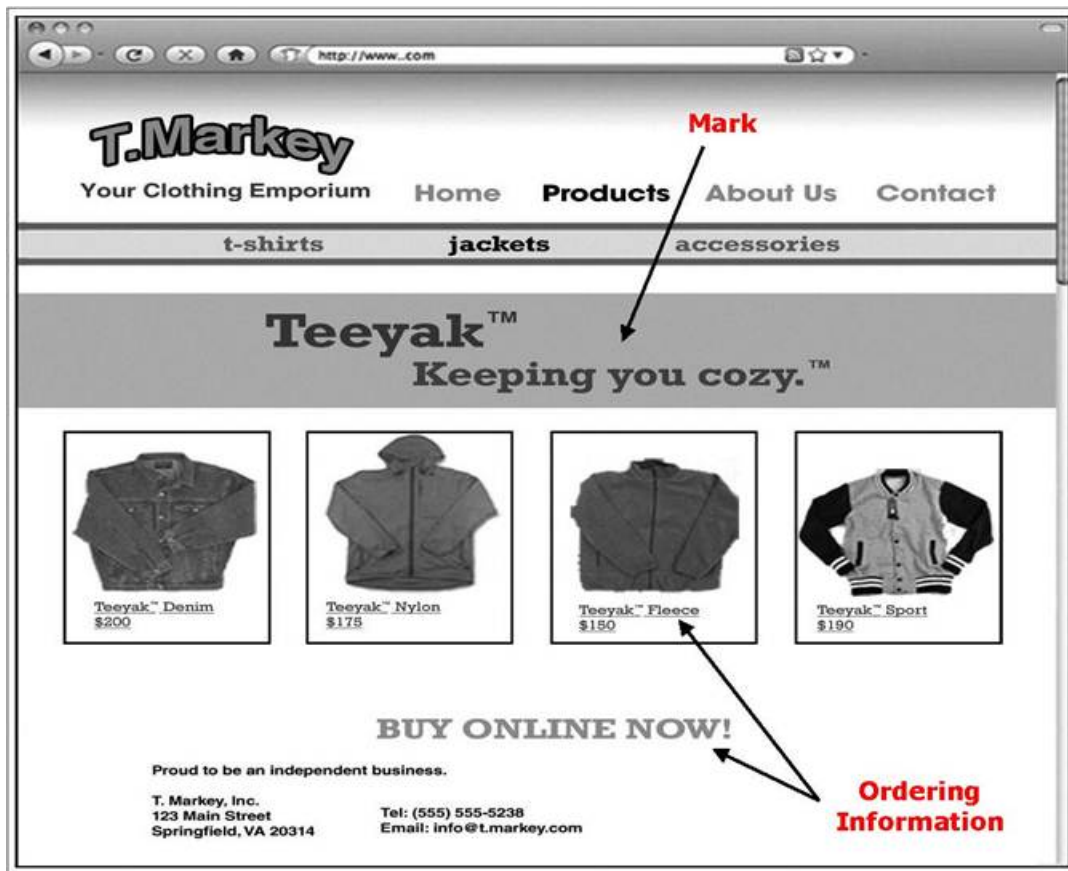 http://www..com
T.Markey
Your Clothing Emporium
Home Products About Us Contact
Mark
t-shirts jackets accessories
Teeyak™
Keeping you cozy.™
Teeyak™ Denim
$200
Teeyak™ Nylon
$175
Teeyak™ Fleece
$150
Teeyak™ Sport
$190
BUY ONLINE NOW!
Ordering
Information
Proud to be an independent business.
T. Markey, Inc.
123 Main Street
Springfield, VA 20314
Tel: (555) 555-5238
Email: info@t.markey.com